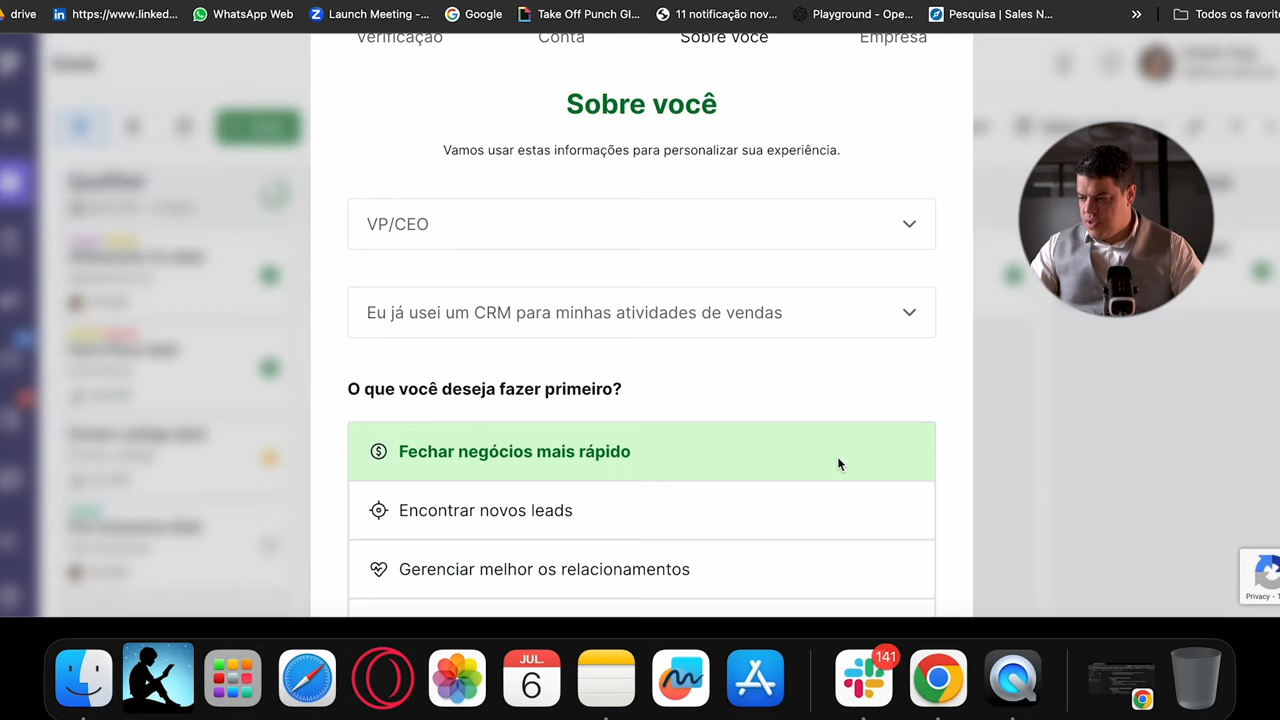 drive
https://www.linked...
WhatsApp Web
Launch Meeting -...
Google
Take Off Punch Gl...
11 notificação nov...
Playground - Ope...
Pesquisa | Sales N...
Todos os favorit
Verificação
Conta
Sobre você
Empresa
Sobre você
Vamos usar estas informações para personalizar sua experiência.
VP/CEO
Eu já usei um CRM para minhas atividades de vendas
O que você deseja fazer primeiro?
Fechar negócios mais rápido
Encontrar novos leads
Gerenciar melhor os relacionamentos
Privacy - T
JUL.
6
141